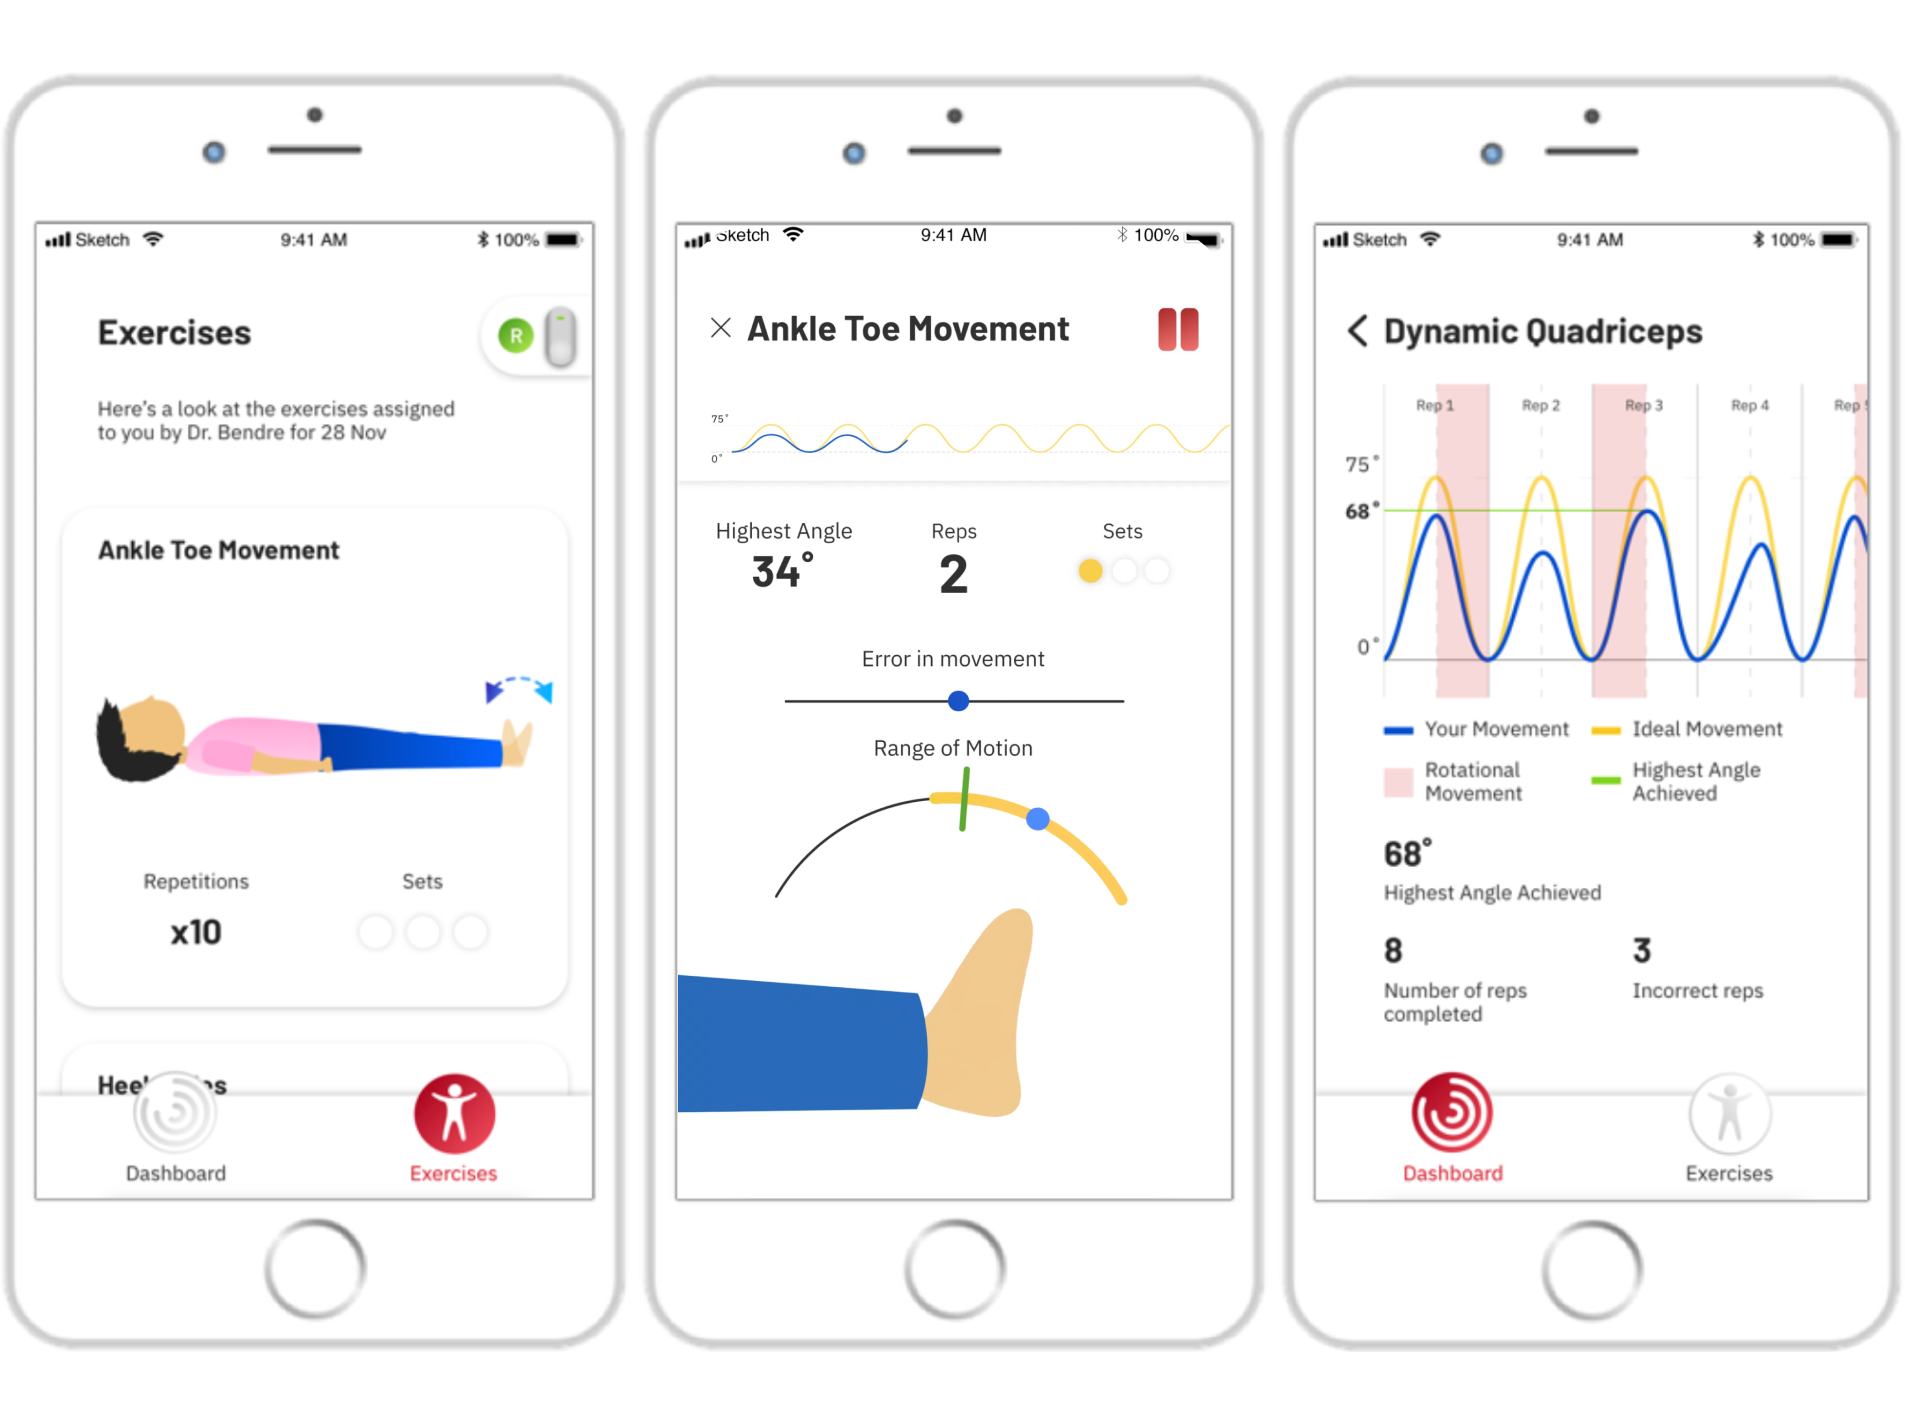 Sketch 9:41 AM 100%
Exercises
R
Here's a look at the exercises assigned
to you by Dr. Bendre for 28 Nov
Ankle Toe Movement
Repetitions Sets
x10
Dashboard Exercises
Sketch 9:41 AM 100%
Ankle Toe Movement
75°
0°
Highest Angle Reps Sets
34° 2
Error in movement
Range of Motion
Sketch 9:41 AM 100%
Dynamic Quadriceps
Rep 1 Rep 2 Rep 3 Rep 4 Rep
75°
68°
0°
Your Movement Ideal Movement
Rotational
Movement
Highest Angle
Achieved
68°
Highest Angle Achieved
8
Number of reps
completed
3
Incorrect reps
Dashboard Exercises